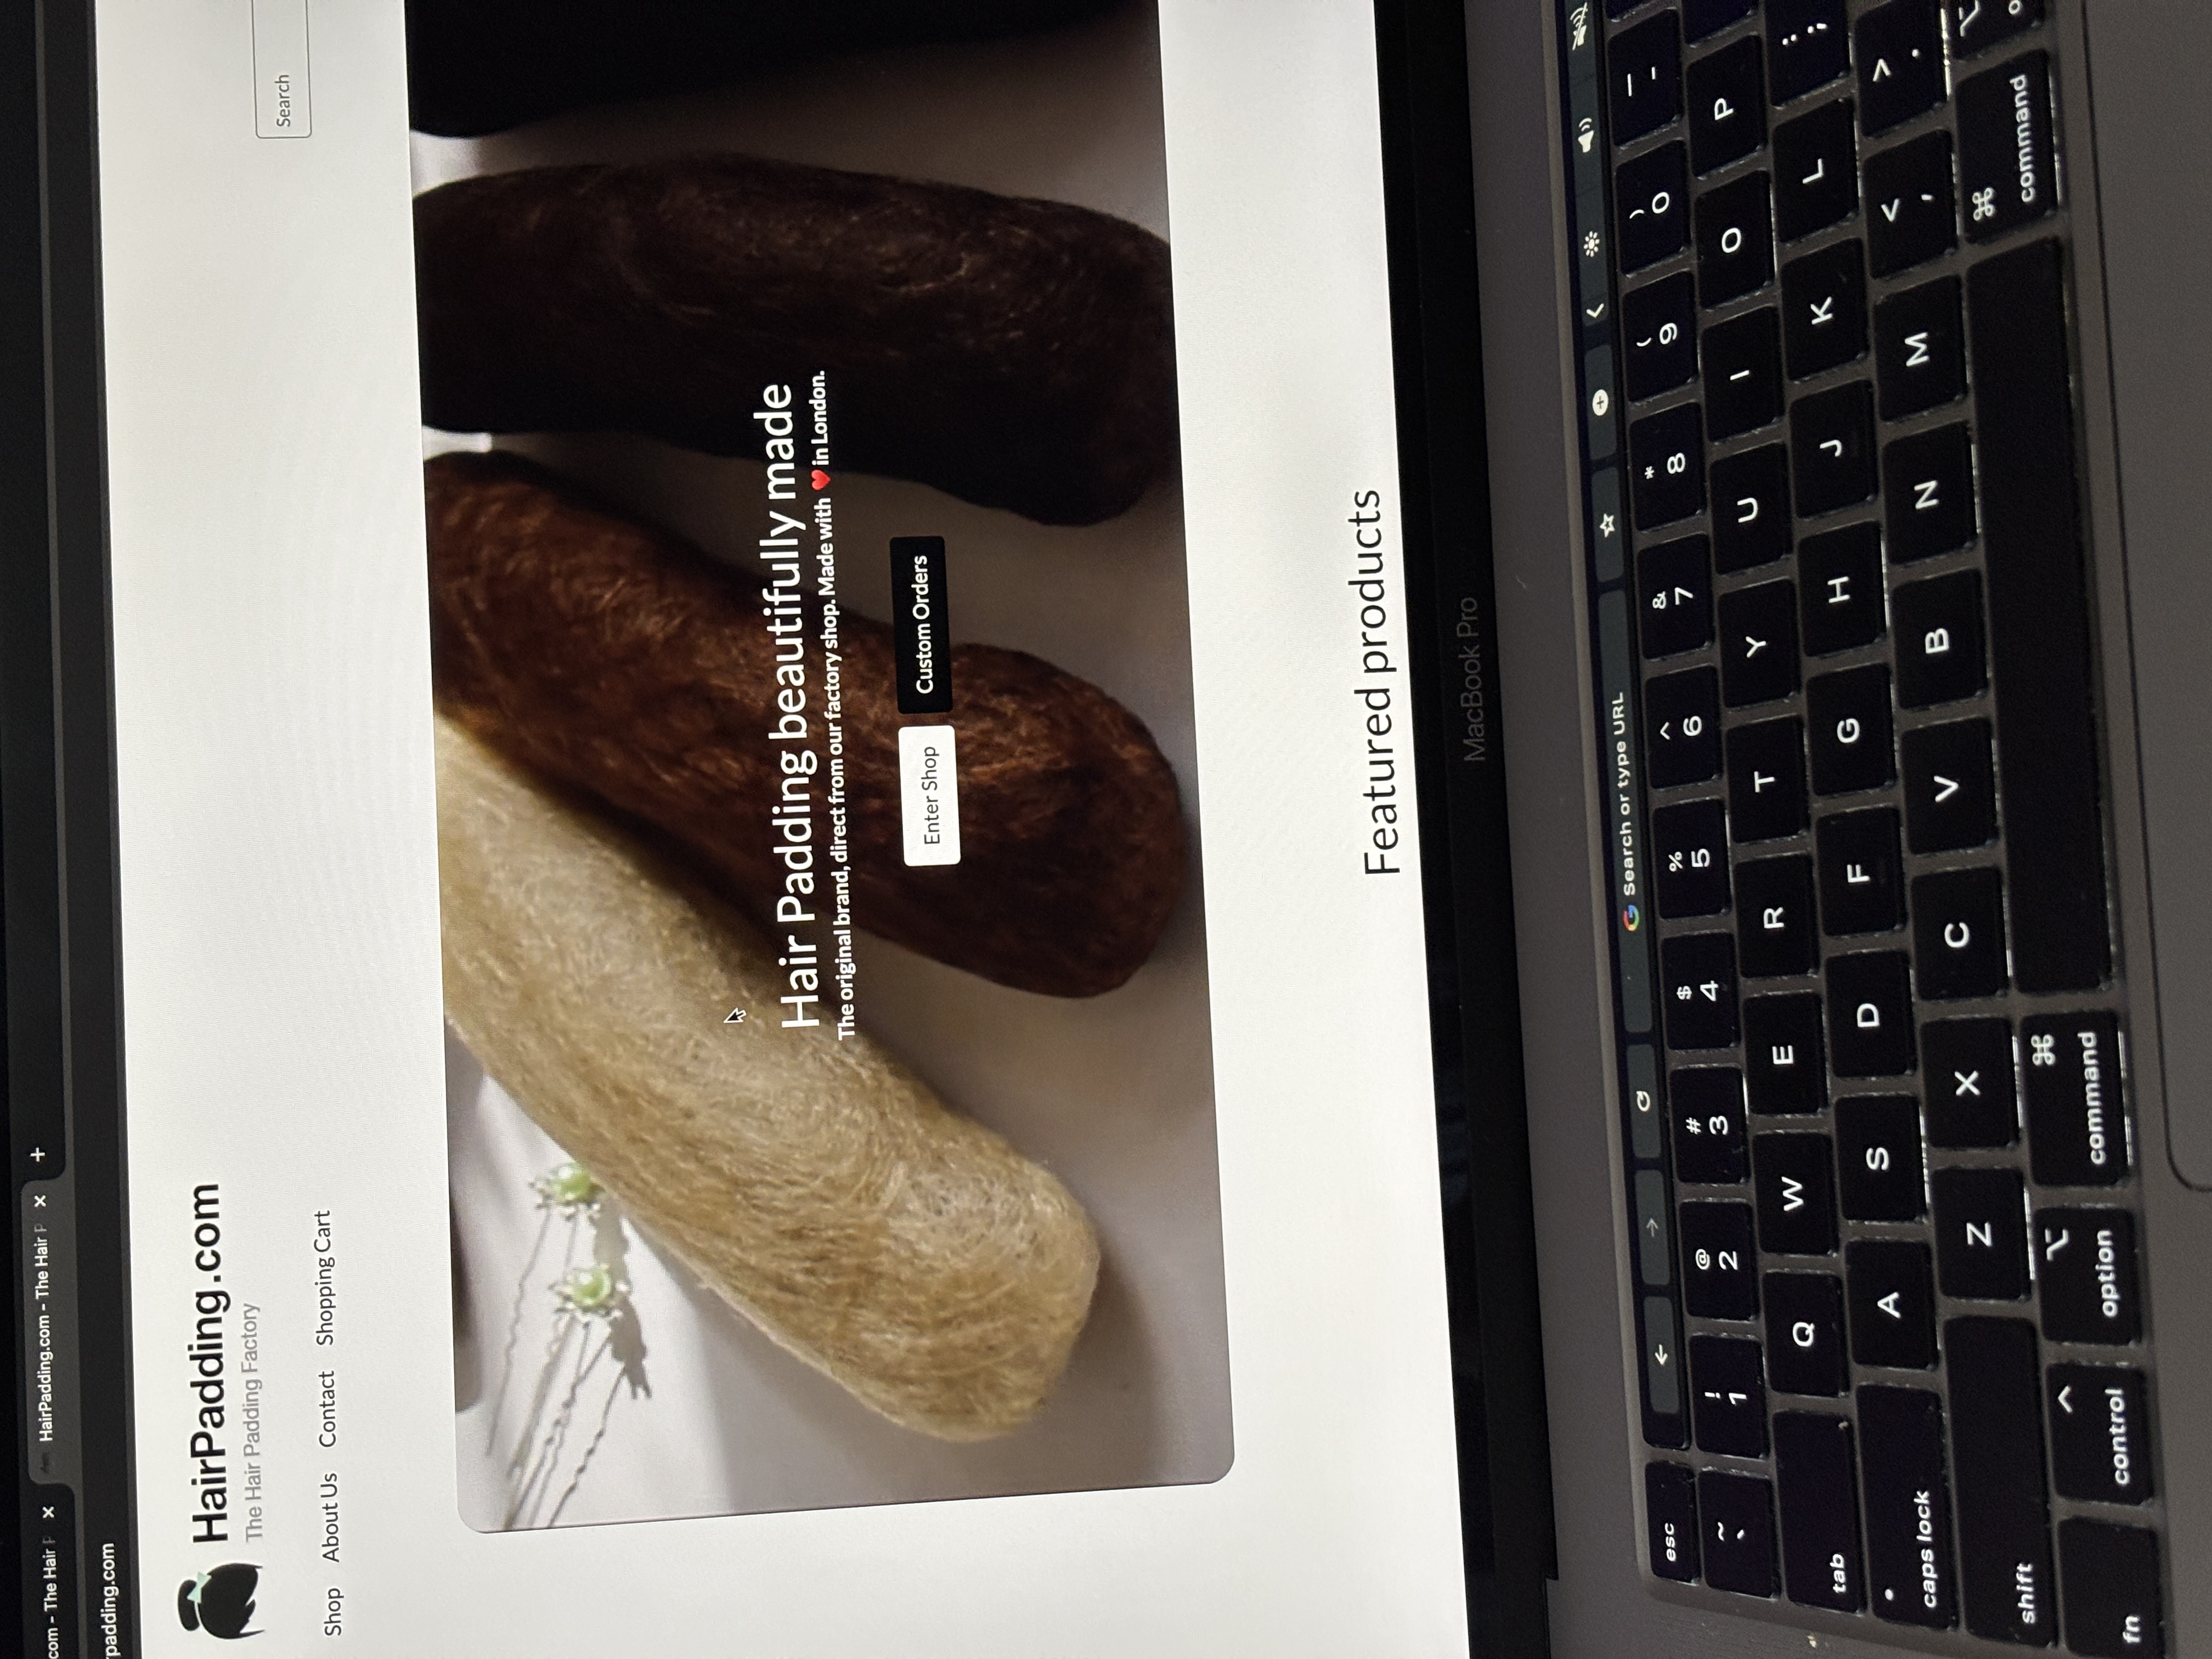 com - The Hair P
HairPadding.com - The Hair P
rpadding.com
HairPadding.com
The Hair Padding Factory
Search
Shop About Us Contact Shopping Cart
Hair Padding beautifully made
The original brand, direct from our factory shop. Made with ❤️ in London.
Enter Shop Custom Orders
Featured products
MacBook Pro
esc Search or type URL
~ ` ! 1 @ 2 # 3 $ 4 % 5 ^ 6 & 7 * 8 ( 9 ) 0 — -
tab Q W E R T Y U I O P
caps lock A S D F G H J K L : ;
shift Z X C V B N M < , > .
fn control option command command o